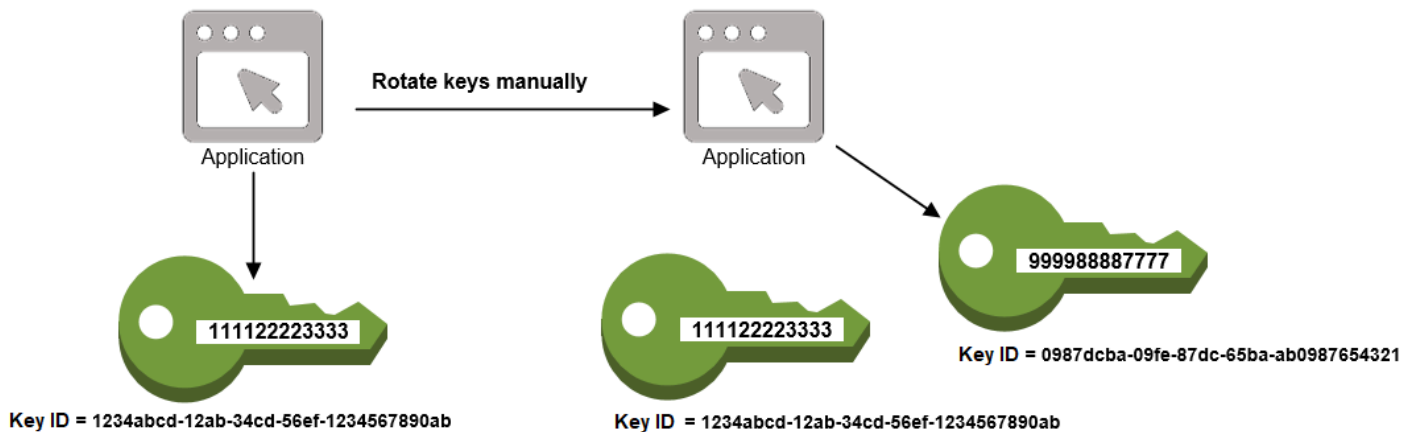 Rotate keys manually
Application
Application
999988887777
111122223333
111122223333
Key ID = 0987dcba-09fe-87dc-65ba-ab0987654321
Key ID = 1234abcd-12ab-34cd-56ef-1234567890ab
Key ID = 1234abcd-12ab-34cd-56ef-1234567890ab